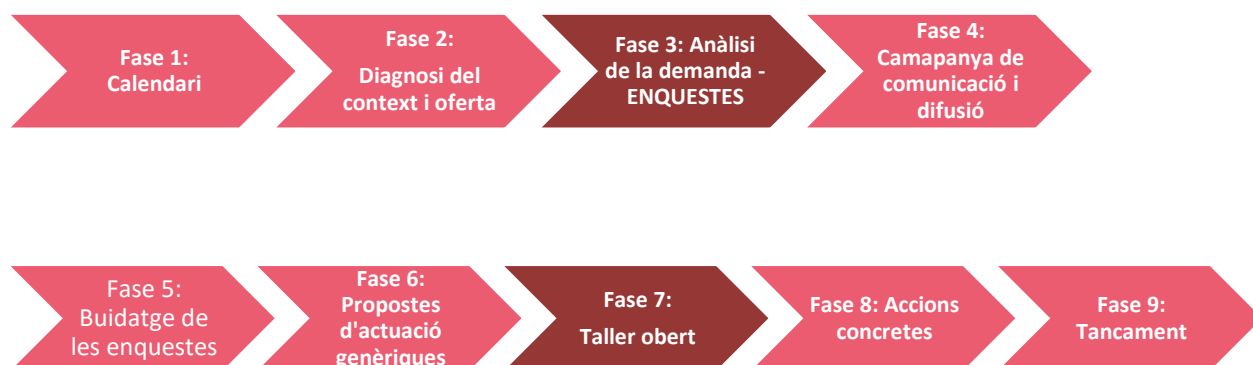 Fase 1:
Calendari
Fase 2:
Diagnosi del
context i oferta
Fase 3: Anàlisi
de la demanda -
ENQUESTES
Fase 4:
Camapanya de
comunicació i
difusió
Fase 5:
Buidatge de
les enquestes
Fase 6:
Propostes
d'actuació
genèriques
Fase 7:
Taller obert
Fase 8: Accions
concretes
Fase 9:
Tancament